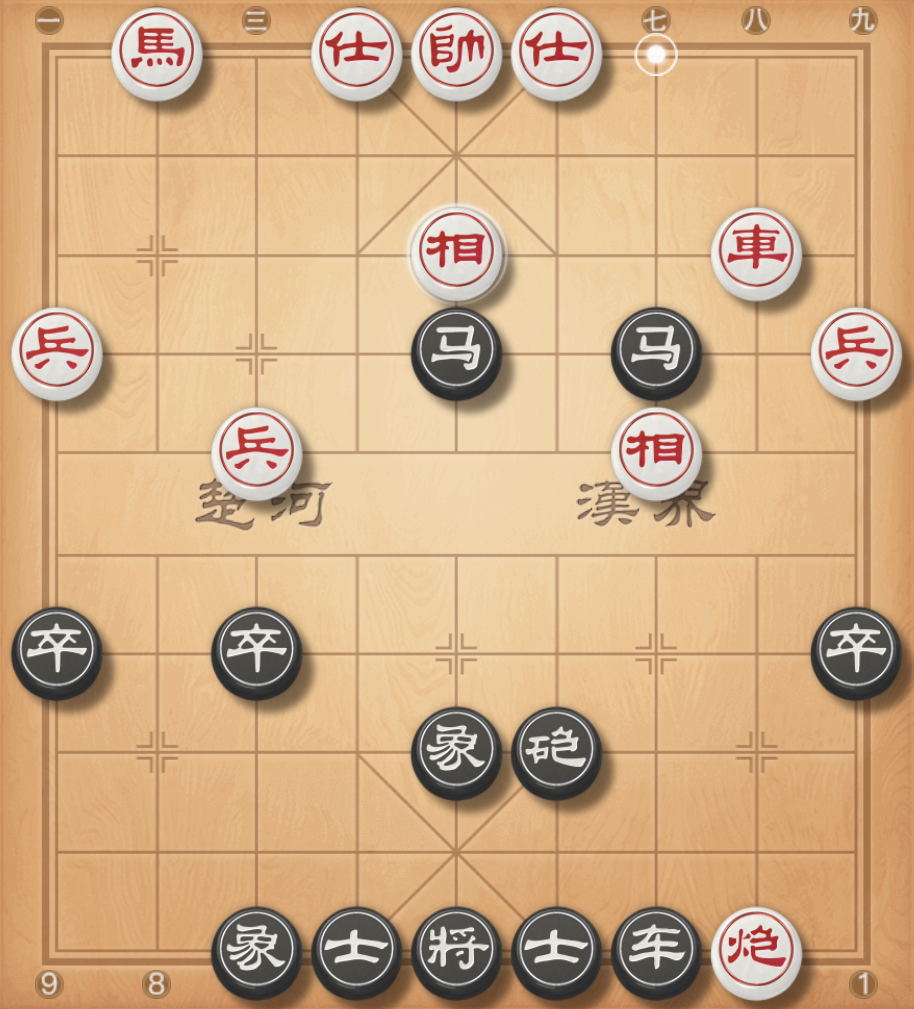 一 三 七 八 九
馬 仕 帥 仕
相 車
兵 马 马 兵
兵 相
楚河 漢界
卒 卒 卒
象 砲
象 士 將 士 车 炮
9 8 1